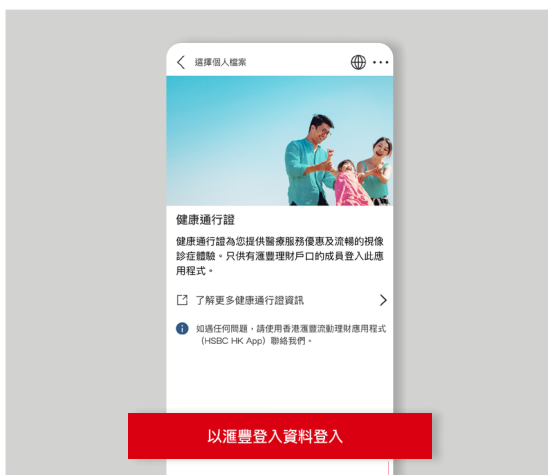 選擇個人檔案
健康通行證
健康通行證為您提供醫療服務優惠及流暢的視像
診症體驗。只供有滙豐理財戶口的成員登入此應
用程式。
了解更多健康通行證資訊
如遇任何問題，請使用香港滙豐流動理財應用程式
（HSBC HK App）聯絡我們。
以滙豐登入資料登入